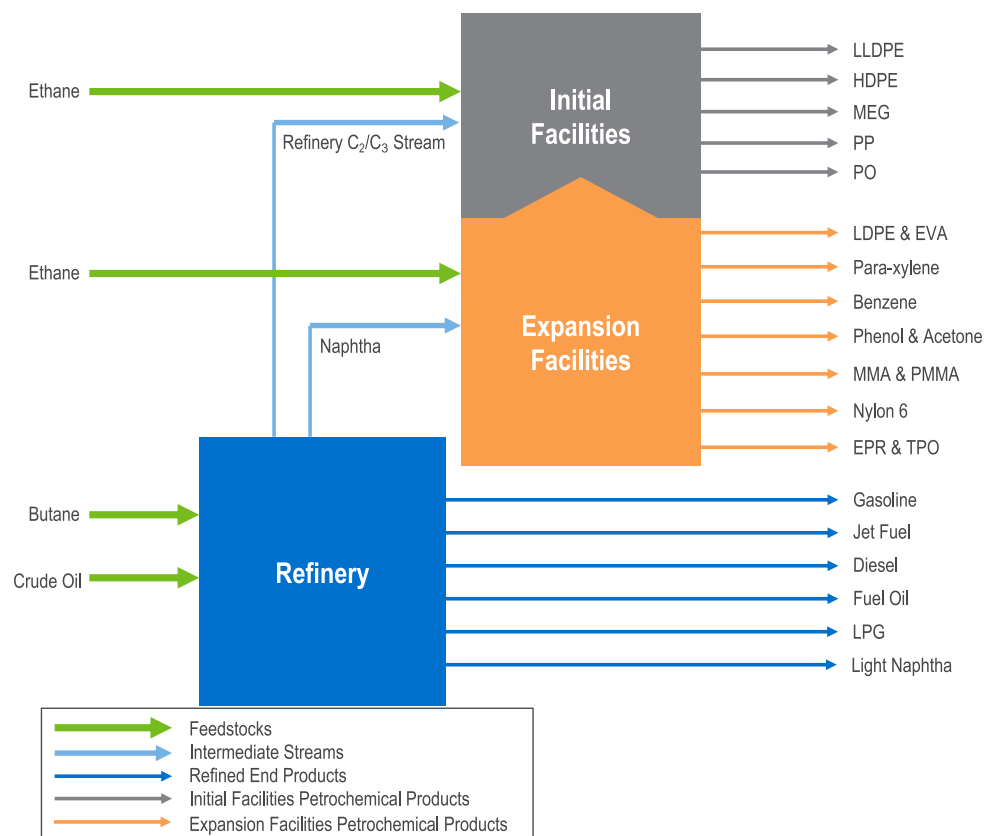 Ethane
Refinery C₂/C₃ Stream
Initial
Facilities
LLDPE
HDPE
MEG
PP
PO
Ethane
Naphtha
Expansion
Facilities
LDPE & EVA
Para-xylene
Benzene
Phenol & Acetone
MMA & PMMA
Nylon 6
EPR & TPO
Butane
Crude Oil
Refinery
Gasoline
Jet Fuel
Diesel
Fuel Oil
LPG
Light Naphtha
Feedstocks
Intermediate Streams
Refined End Products
Initial Facilities Petrochemical Products
Expansion Facilities Petrochemical Products